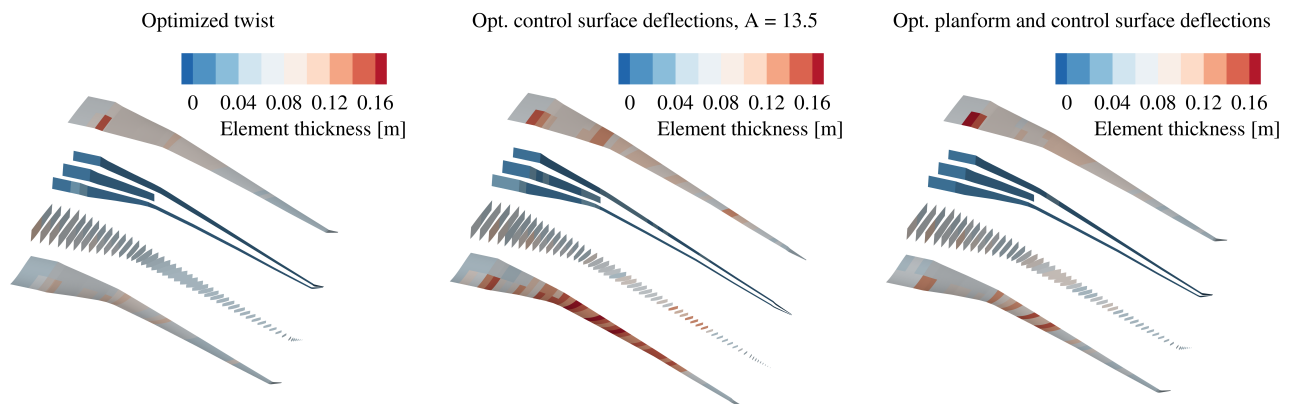 Optimized twist
0 0.04 0.08 0.12 0.16
Element thickness [m]
Opt. control surface deflections, A = 13.5
0 0.04 0.08 0.12 0.16
Element thickness [m]
Opt. planform and control surface deflections
0 0.04 0.08 0.12 0.16
Element thickness [m]